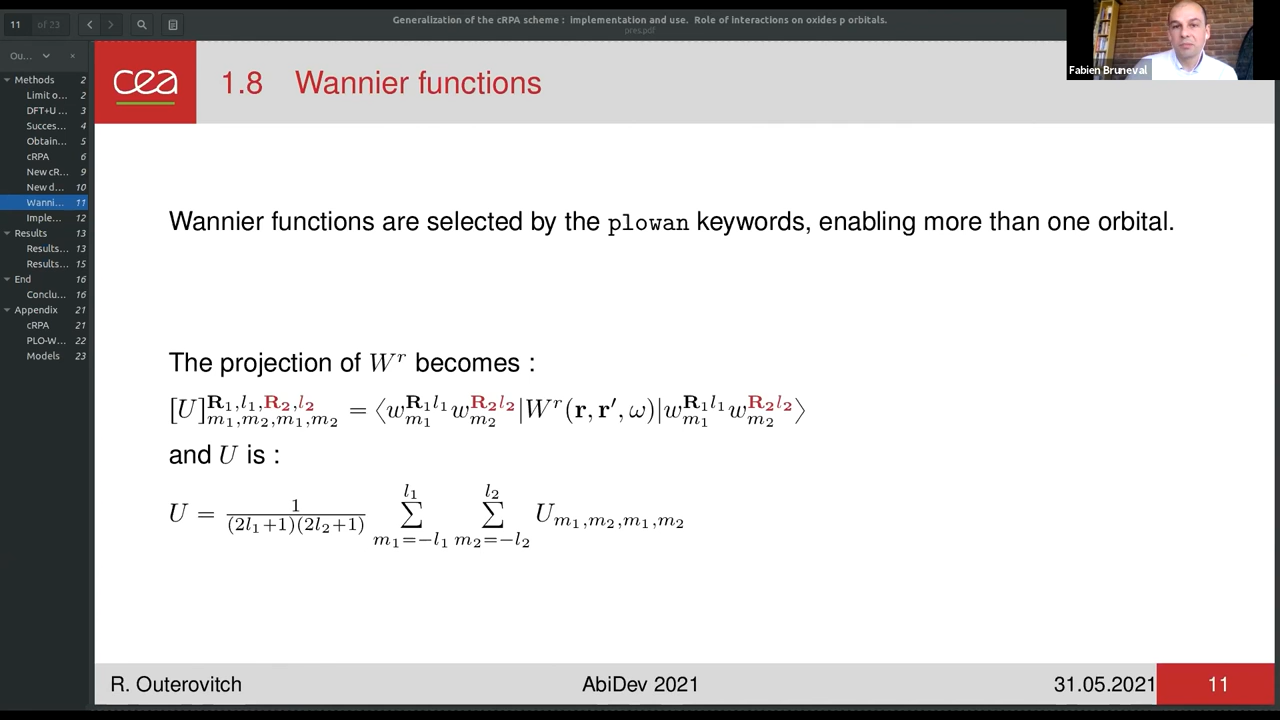 11 of 23
Generalization of the cRPA scheme : implementation and use. Role of interactions on oxides p orbitals.
pres.pdf
Fabien Bruneval
Ou...
Methods 2
Limit o... 2
DFT+U ... 3
Succes... 4
Obtain... 5
cRPA 6
New cR... 9
New d... 10
Wanni... 11
Imple... 12
Results 13
Results... 13
Results... 15
End 16
Conclu... 16
Appendix 21
cRPA 21
PLO-W... 22
Models 23
cea
1.8 Wannier functions
Wannier functions are selected by the plowan keywords, enabling more than one orbital.
The projection of W^r becomes :
[U]^{R_1,l_1,R_2,l_2}_{m_1,m_2,m_1,m_2} = ⟨w^{R_1 l_1}_{m_1} w^{R_2 l_2}_{m_2}|W^r(r, r′, ω)|w^{R_1 l_1}_{m_1} w^{R_2 l_2}_{m_2}⟩
and U is :
U = \frac{1}{(2l_1+1)(2l_2+1)} \sum_{m_1=-l_1}^{l_1} \sum_{m_2=-l_2}^{l_2} U_{m_1,m_2,m_1,m_2}
R. Outerovitch AbiDev 2021 31.05.2021 11